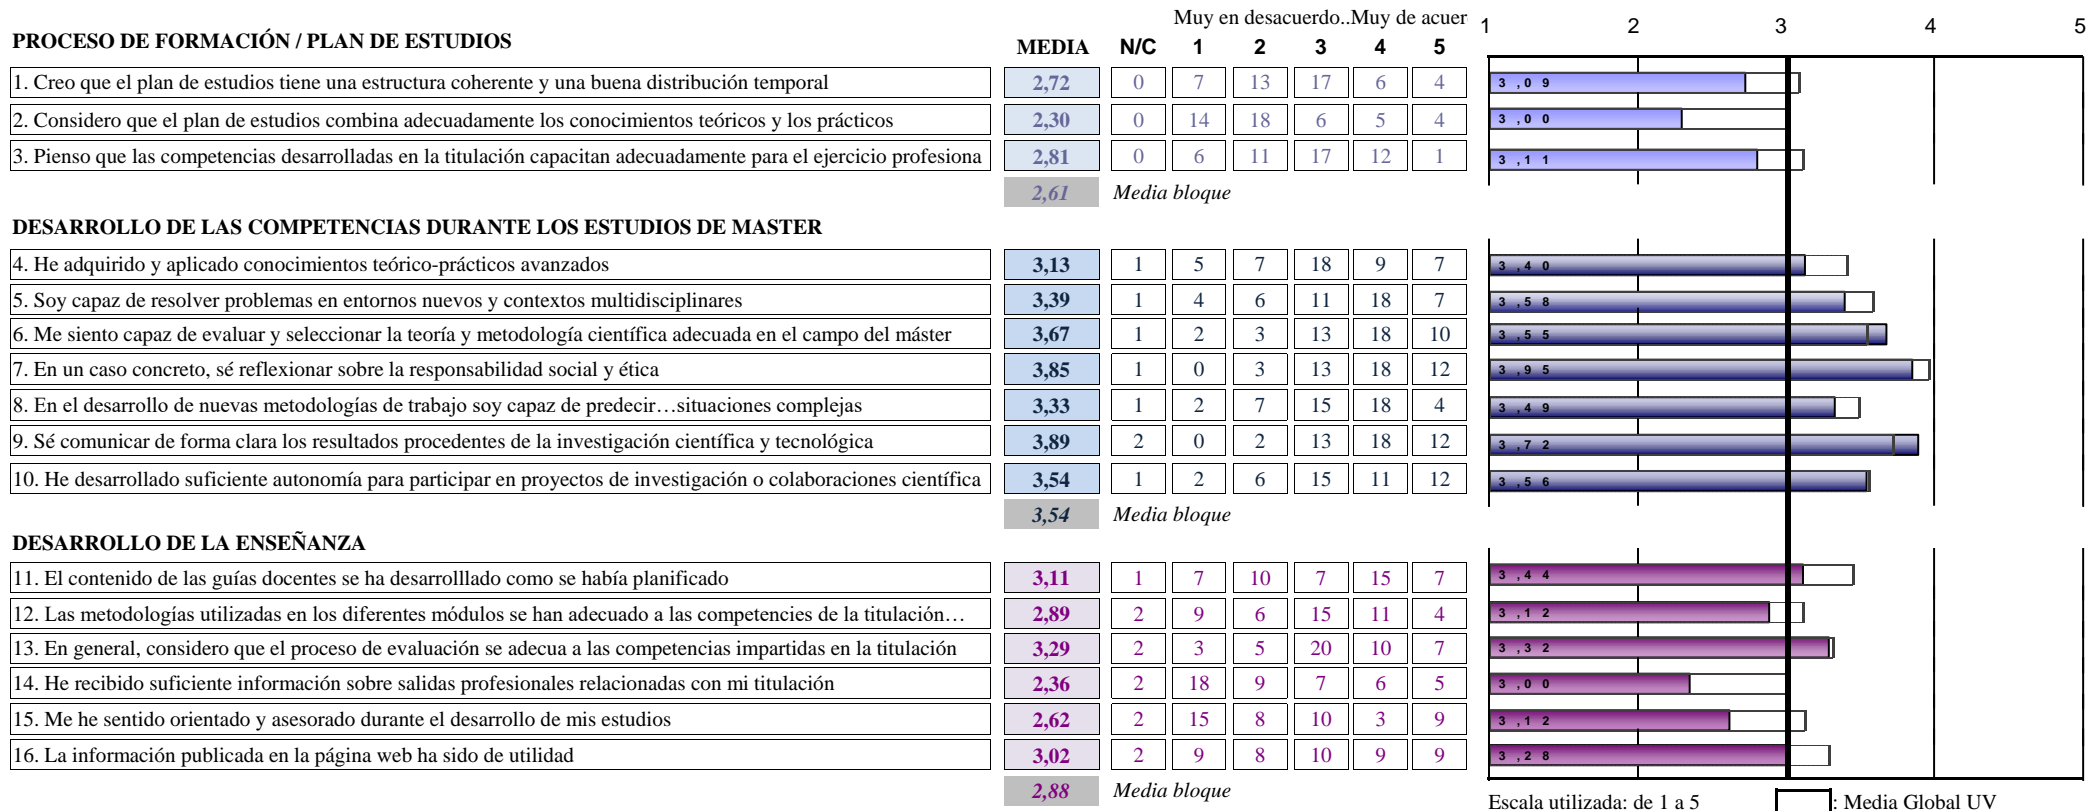 Muy en desacuerdo..Muy de acuer
1 2 3 4 5
PROCESO DE FORMACIÓN / PLAN DE ESTUDIOS MEDIA N/C 1 2 3 4 5
1. Creo que el plan de estudios tiene una estructura coherente y una buena distribución temporal 2,72 0 7 13 17 6 4 3,09
2. Considero que el plan de estudios combina adecuadamente los conocimientos teóricos y los prácticos 2,30 0 14 18 6 5 4 3,00
3. Pienso que las competencias desarrolladas en la titulación capacitan adecuadamente para el ejercicio profesiona 2,81 0 6 11 17 12 1 3,11
2,61 Media bloque
DESARROLLO DE LAS COMPETENCIAS DURANTE LOS ESTUDIOS DE MASTER
4. He adquirido y aplicado conocimientos teórico-prácticos avanzados 3,13 1 5 7 18 9 7 3,40
5. Soy capaz de resolver problemas en entornos nuevos y contextos multidisciplinares 3,39 1 4 6 11 18 7 3,58
6. Me siento capaz de evaluar y seleccionar la teoría y metodología científica adecuada en el campo del máster 3,67 1 2 3 13 18 10 3,55
7. En un caso concreto, sé reflexionar sobre la responsabilidad social y ética 3,85 1 0 3 13 18 12 3,95
8. En el desarrollo de nuevas metodologías de trabajo soy capaz de predecir…situaciones complejas 3,33 1 2 7 15 18 4 3,49
9. Sé comunicar de forma clara los resultados procedentes de la investigación científica y tecnológica 3,89 2 0 2 13 18 12 3,72
10. He desarrollado suficiente autonomía para participar en proyectos de investigación o colaboraciones científica 3,54 1 2 6 15 11 12 3,56
3,54 Media bloque
DESARROLLO DE LA ENSEÑANZA
11. El contenido de las guías docentes se ha desarrolllado como se había planificado 3,11 1 7 10 7 15 7 3,44
12. Las metodologías utilizadas en los diferentes módulos se han adecuado a las competencies de la titulación… 2,89 2 9 6 15 11 4 3,12
13. En general, considero que el proceso de evaluación se adecua a las competencias impartidas en la titulación 3,29 2 3 5 20 10 7 3,32
14. He recibido suficiente información sobre salidas profesionales relacionadas con mi titulación 2,36 2 18 9 7 6 5 3,00
15. Me he sentido orientado y asesorado durante el desarrollo de mis estudios 2,62 2 15 8 10 3 9 3,12
16. La información publicada en la página web ha sido de utilidad 3,02 2 9 8 10 9 9 3,28
2,88 Media bloque
Escala utilizada: de 1 a 5 : Media Global UV